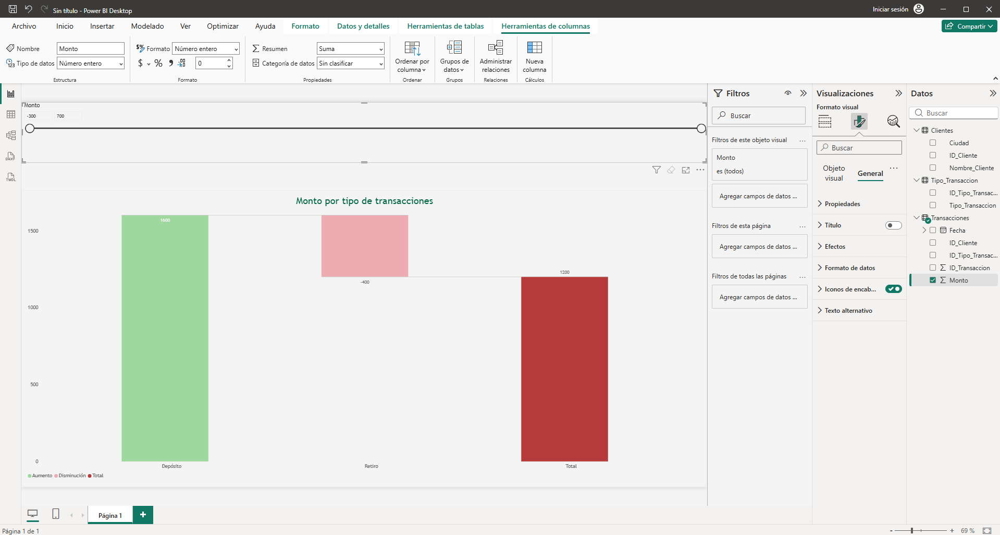 Sin título - Power BI Desktop
Iniciar sesión
Archivo Inicio Insertar Modelado Ver Optimizar Ayuda Formato Datos y detalles Herramientas de tablas Herramientas de columnas
Compartir
Nombre Monto
Tipo de datos Número entero
Estructura
Formato Número entero
$ % , 0
Formato
Resumen Suma
Categoría de datos Sin clasificar
Propiedades
Ordenar por columna
Ordenar
Grupos de datos
Grupos
Administrar relaciones
Relaciones
Nueva columna
Cálculos
DAX
TMDL
Monto
-300 700
Monto por tipo de transacciones
1500
1000
500
0
1600
-400
1200
Depósito Retiro Total
Aumento Disminución Total
Filtros
Buscar
Filtros de este objeto visual ...
Monto
es (todos)
Agregar campos de datos ...
Filtros de esta página ...
Agregar campos de datos ...
Filtros de todas las páginas ...
Agregar campos de datos ...
Visualizaciones
Formato visual
Buscar
Objeto visual
General
...
Propiedades
Título
Efectos
Formato de datos
Iconos de encab...
Texto alternativo
Datos
Buscar
Clientes
Ciudad
ID_Cliente
Nombre_Cliente
Tipo_Transaccion
ID_Tipo_Transac...
Tipo_Transaccion
Transacciones
Fecha
ID_Cliente
ID_Tipo_Transac...
ID_Transaccion
Monto
Página 1
+
Página 1 de 1
- + 69 %